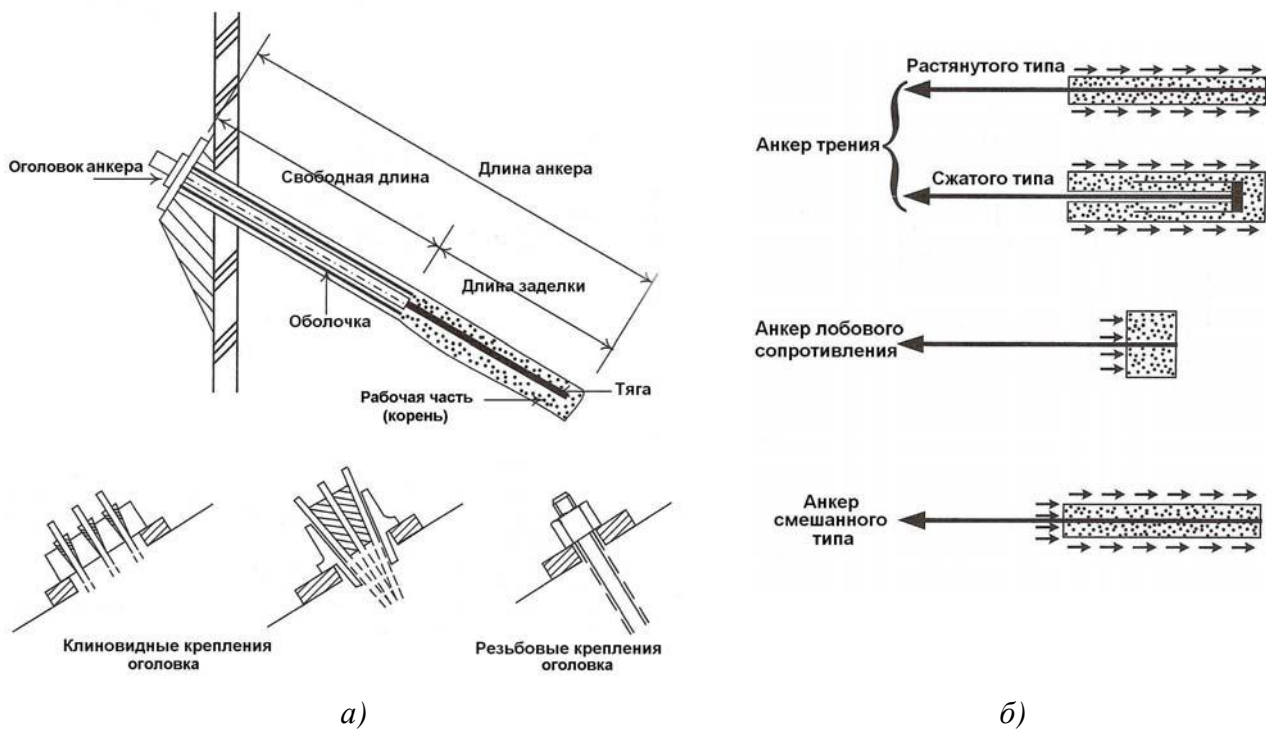 Оголовок анкера
Свободная длина
Длина анкера
Длина заделки
Оболочка
Рабочая часть
(корень)
Тяга
Клиновидные крепления
оголовка
Резьбовые крепления
оголовка
а)
Растянутого типа
Анкер трения
Сжатого типа
Анкер лобового
сопротивления
Анкер
смешанного
типа
б)